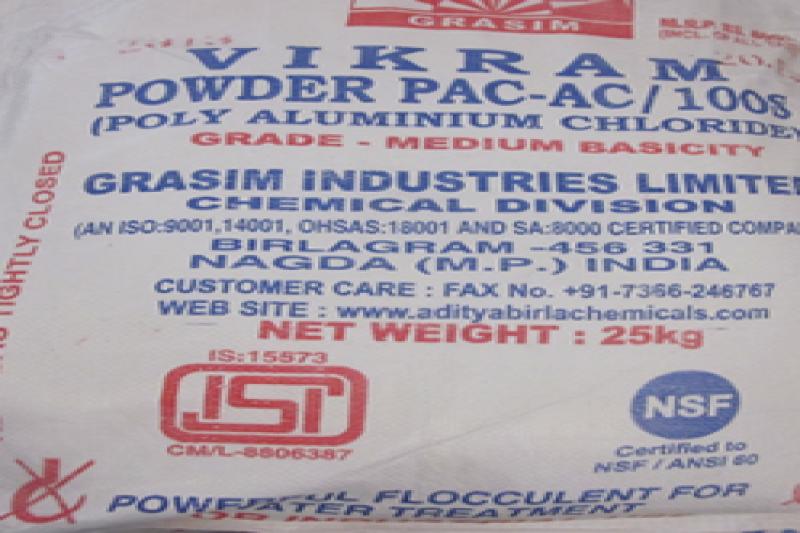 GRASIM
VIKRAM
POWDER PAC-AC/100S
(POLY ALUMINIUM CHLORIDE)
GRADE - MEDIUM BASICITY
GRASIM INDUSTRIES LIMITE
CHEMICAL DIVISION
(AN ISO:9001,14001, OHSAS:18001 AND SA:8000 CERTIFIED COMPA
BIRLAGRAM -456 331
NAGDA (M.P.) INDIA
CUSTOMER CARE : FAX No. +91-7366-246767
WEB SITE : www.adityabirlachemicals.com
NET WEIGHT : 25kg
IS:15573
ISI
CM/L-8806387
NSF
Certified to
NSF / ANSI 60
TIGHTLY CLOSED
FLOCCULENT FOR
WATER TREATMENT